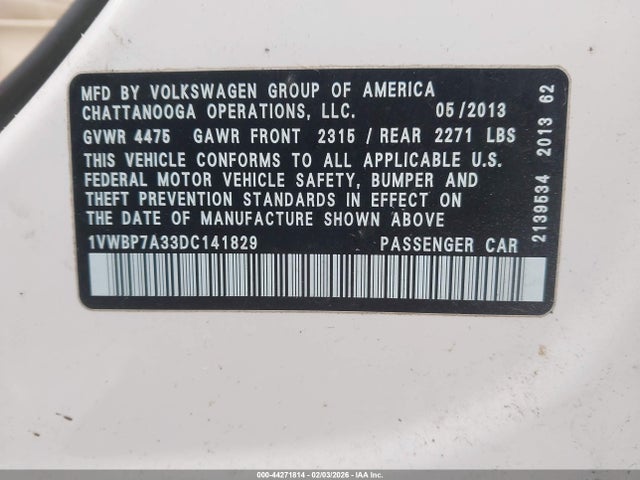 MFD BY VOLKSWAGEN GROUP OF AMERICA
CHATTANOOGA OPERATIONS, LLC. 05/2013
GVWR 4475 GAWR FRONT 2315 / REAR 2271 LBS
THIS VEHICLE CONFORMS TO ALL APPLICABLE U.S.
FEDERAL MOTOR VEHICLE SAFETY, BUMPER AND
THEFT PREVENTION STANDARDS IN EFFECT ON
THE DATE OF MANUFACTURE SHOWN ABOVE
1VWBP7A33DC141829 PASSENGER CAR
2139534 2013 62
000-44271814 - 02/03/2026 - IAA Inc.